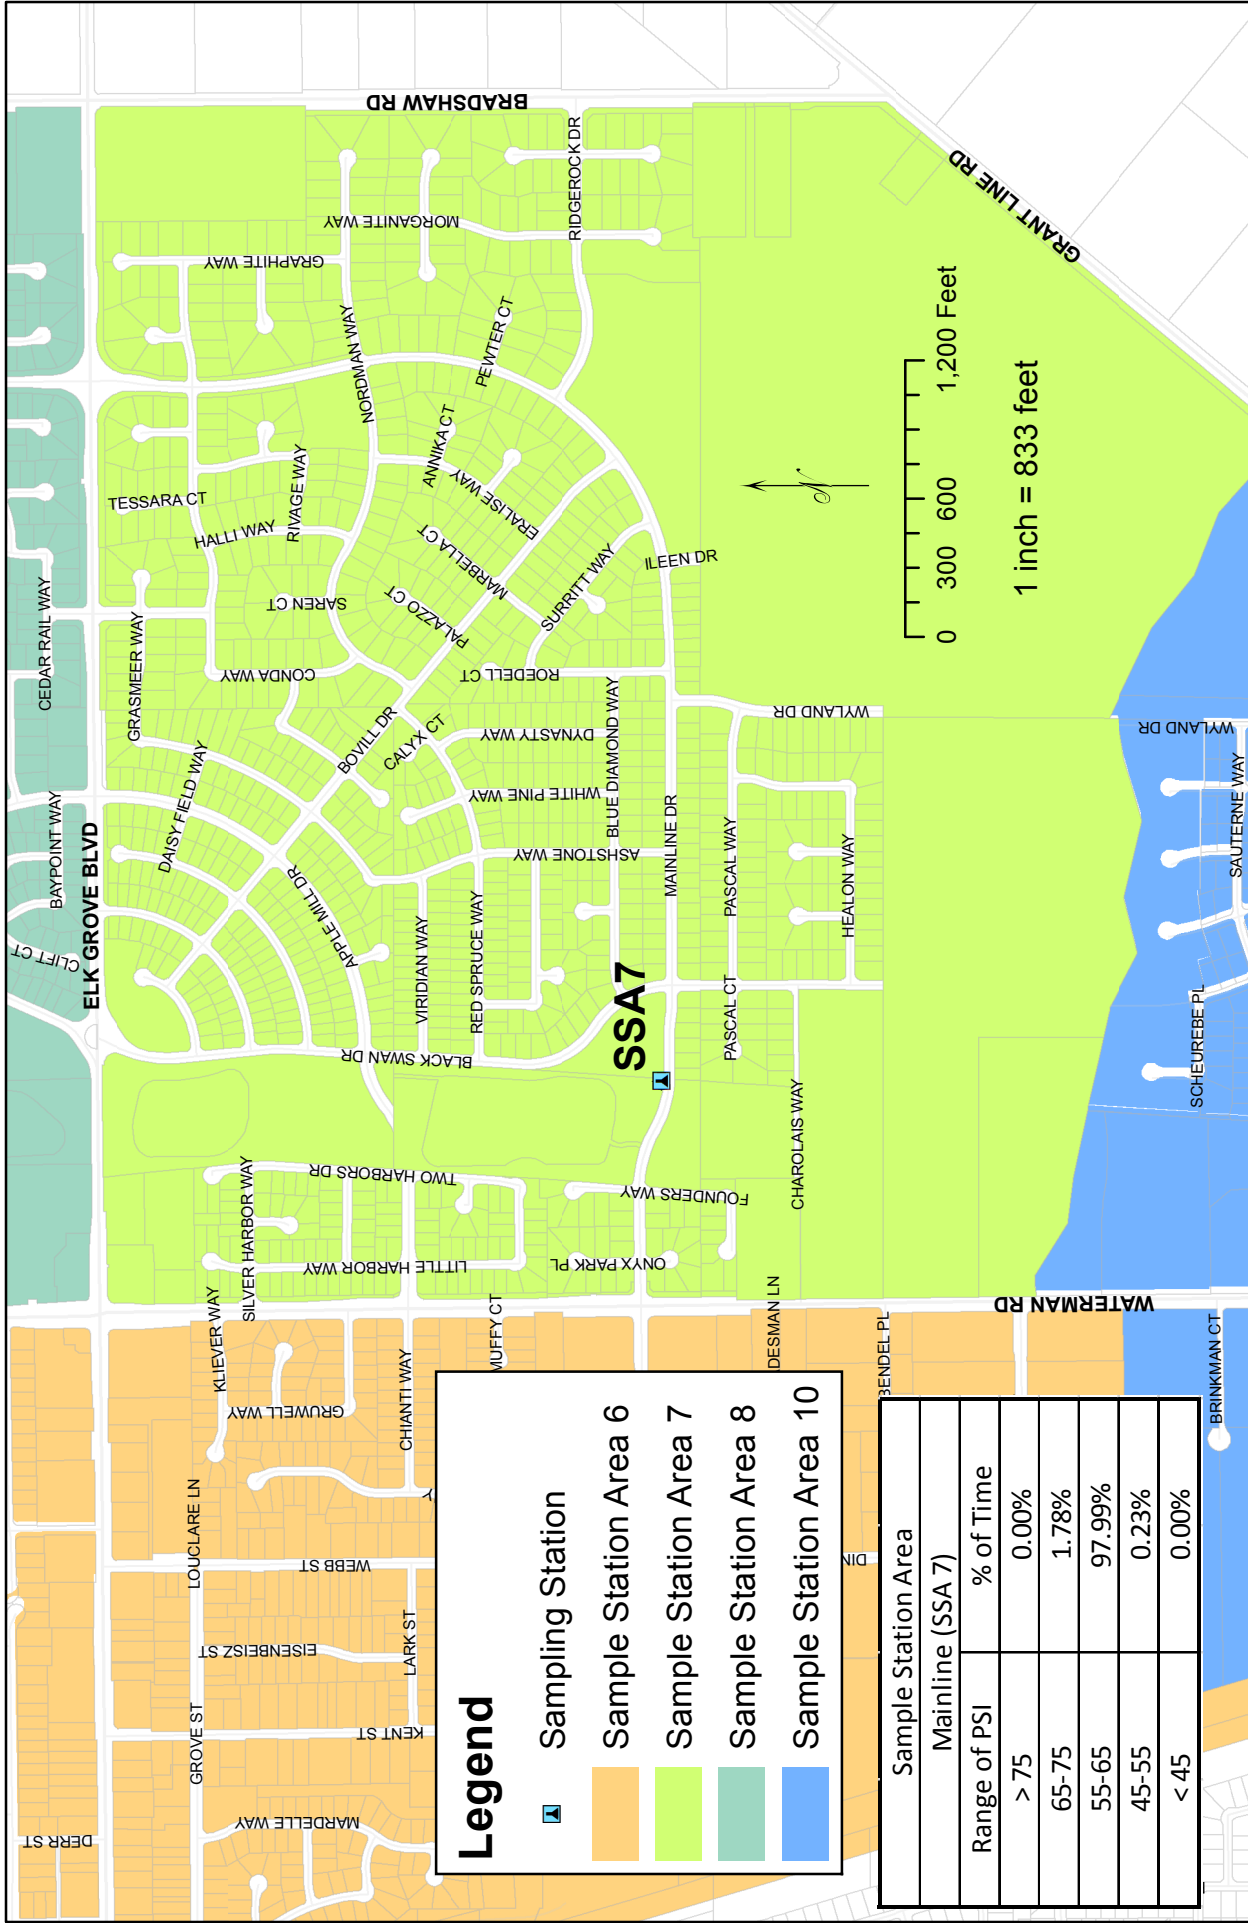 BRADSHAW RD
GRANT LINE RD
RIDGEROCK DR
MORGANITE WAY
GRAPHITE WAY
NORDMAN WAY
PEWTER CT
ANNIKA CT
ERALISE WAY
TESSARA CT
HALLI WAY
RIVAGE WAY
MARBELLA CT
SURRITT WAY
ILEEN DR
CEDAR RAIL WAY
GRASMEER WAY
SAREN CT
PALAZZO CT
CONDA WAY
ROEDELL CT
BOVILL DR
CALYX CT
DYNASTY WAY
BLUE DIAMOND WAY
WYLAND DR
WYLAND DR
BAYPOINT WAY
ELK GROVE BLVD
DAISY FIELD WAY
WHITE PINE WAY
ASHSTONE WAY
MAINLINE DR
PASCAL WAY
HEALON WAY
SAUTERNE WAY
CLIFT CT
APPLE MILL DR
VIRIDIAN WAY
RED SPRUCE WAY
BLACK SWAN DR
SSA7
PASCAL CT
SCHEUREBE PL
CHAROLAIS WAY
TWO HARBORS DR
FOUNDERS WAY
SILVER HARBOR WAY
LITTLE HARBOR WAY
ONYX PARK PL
WATERMAN RD
KLIEVER WAY
GRUWELL WAY
CHIANTI WAY
MUFFY CT
ADESMAN LN
BENDEL PL
BRINKMAN CT
LOUCLARE LN
WEBB ST
Y
DIN
EISENBEISZ ST
LARK ST
GROVE ST
KENT ST
MARDELLE WAY
DERR ST
N
0 300 600 1,200 Feet
1 inch = 833 feet
Legend
Y Sampling Station
Sample Station Area 6
Sample Station Area 7
Sample Station Area 8
Sample Station Area 10
Sample Station Area
Mainline (SSA 7)
Range of PSI % of Time
> 75 0.00%
65-75 1.78%
55-65 97.99%
45-55 0.23%
< 45 0.00%